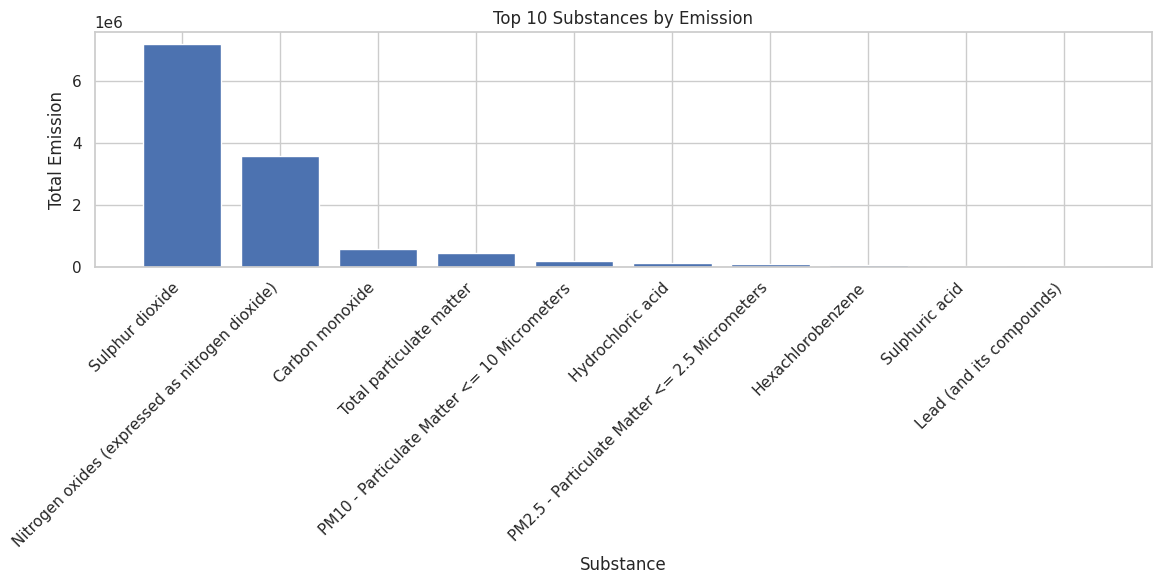 Top 10 Substances by Emission
1e6
6
4
2
0
Total Emission
Sulphur dioxide
Nitrogen oxides (expressed as nitrogen dioxide)
Carbon monoxide
Total particulate matter
PM10 - Particulate Matter <= 10 Micrometers
Hydrochloric acid
PM2.5 - Particulate Matter <= 2.5 Micrometers
Hexachlorobenzene
Sulphuric acid
Lead (and its compounds)
Substance